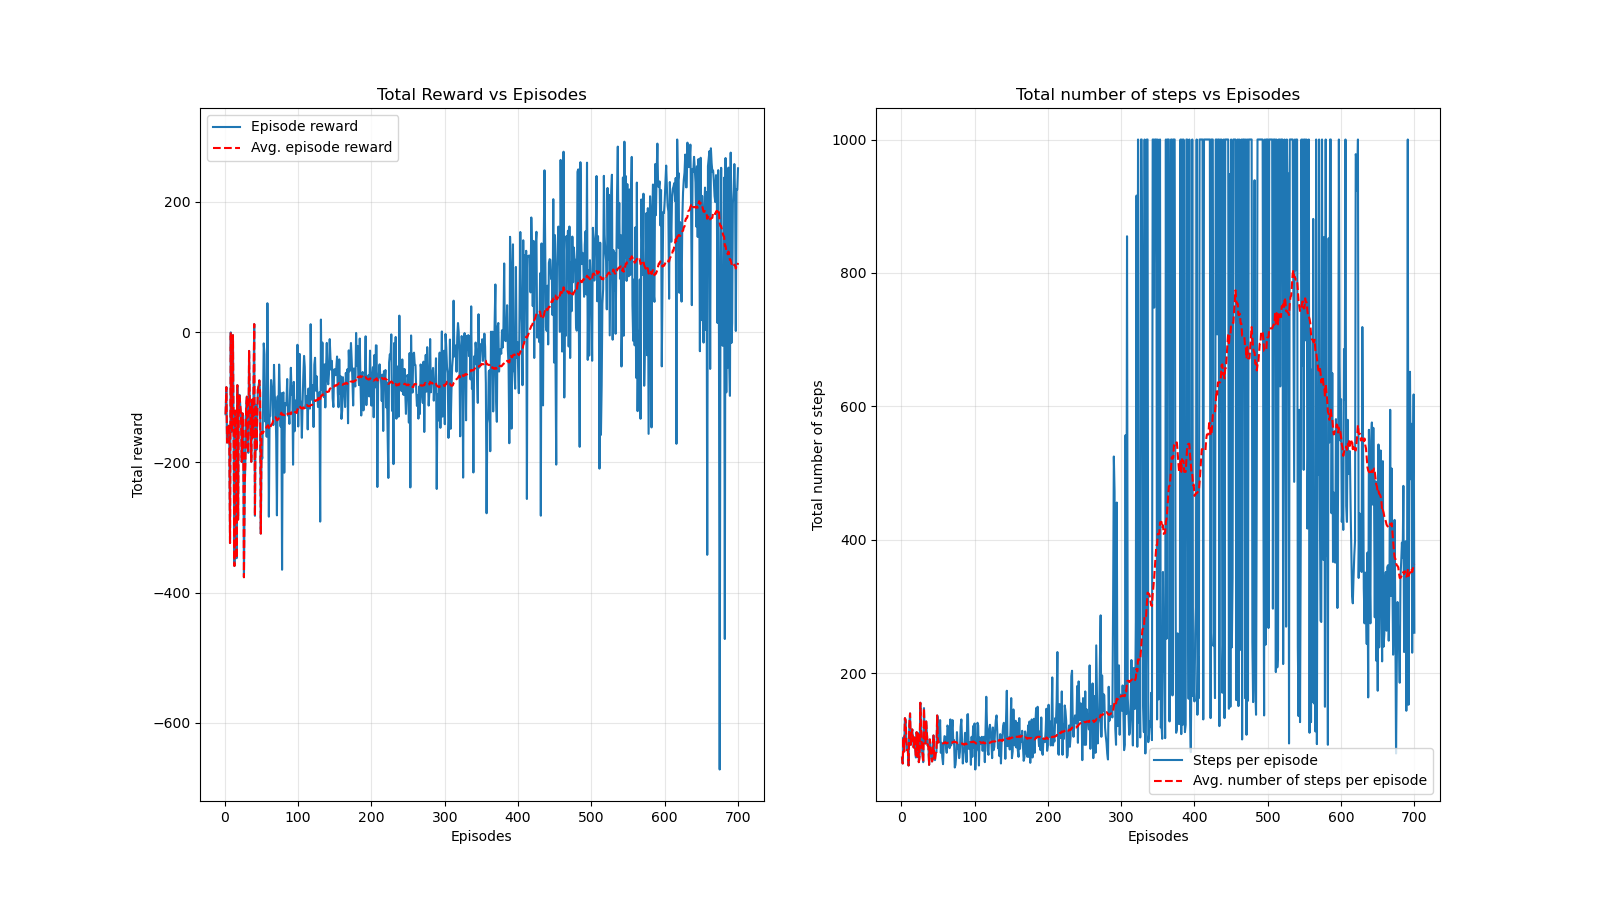 Total Reward vs Episodes
Episode reward
Avg. episode reward
200
0
−200
−400
−600
Total reward
0 100 200 300 400 500 600 700
Episodes
Total number of steps vs Episodes
1000
800
600
400
200
Total number of steps
Steps per episode
Avg. number of steps per episode
0 100 200 300 400 500 600 700
Episodes